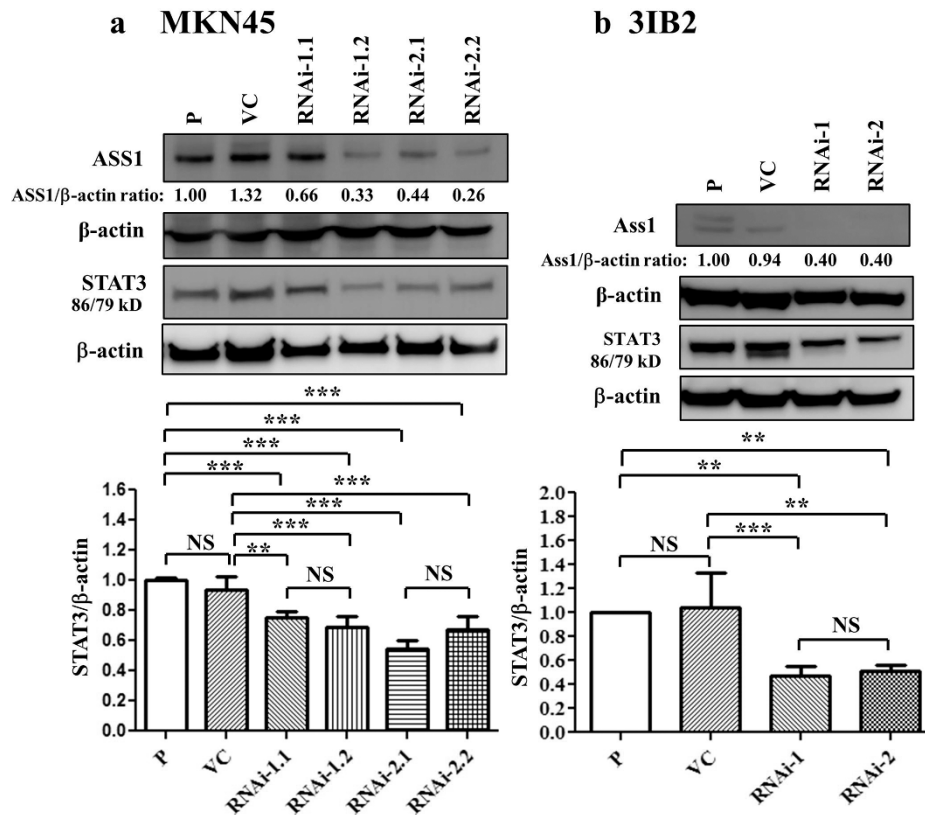 a MKN45
P VC RNAi-1.1 RNAi-1.2 RNAi-2.1 RNAi-2.2
ASS1
ASS1/β-actin ratio: 1.00 1.32 0.66 0.33 0.44 0.26
β-actin
STAT3
86/79 kD
β-actin
***
***
***
***
***
***
***
**
NS
NS
NS
STAT3/β-actin
1.6
1.4
1.2
1.0
0.8
0.6
0.4
0.2
0.0
P VC RNAi-1.1 RNAi-1.2 RNAi-2.1 RNAi-2.2
b 3IB2
P VC RNAi-1 RNAi-2
Ass1
Ass1/β-actin ratio: 1.00 0.94 0.40 0.40
β-actin
STAT3
86/79 kD
β-actin
**
**
**
***
NS
NS
STAT3/β-actin
2.0
1.8
1.6
1.4
1.2
1.0
0.8
0.6
0.4
0.2
0.0
P VC RNAi-1 RNAi-2